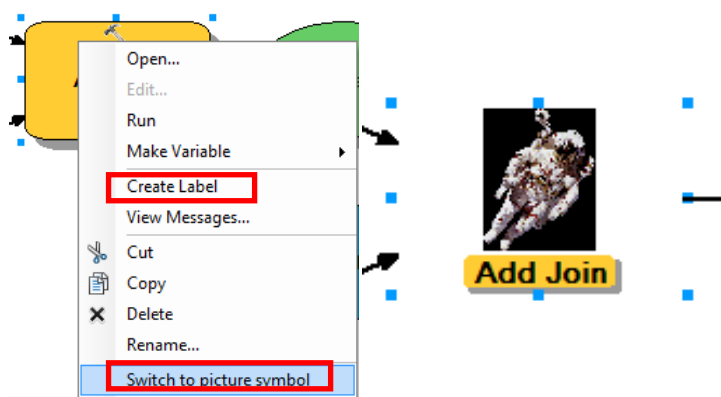 Open...
Edit...
Run
Make Variable
Create Label
View Messages...
Cut
Copy
Delete
Rename...
Switch to picture symbol
Add Join